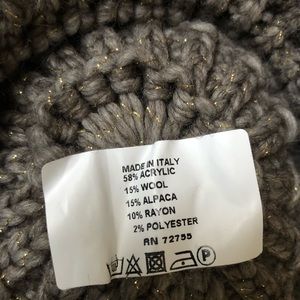 MADE IN ITALY
58% ACRYLIC
15% WOOL
15% ALPACA
10% RAYON
2% POLYESTER
RN 72755
P